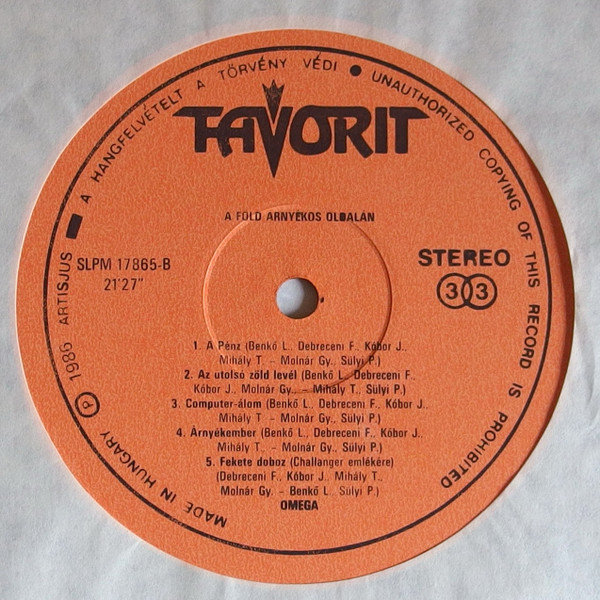 A HANGFELVÉTELT A TÖRVÉNY VÉDI • UNAUTHORIZED COPYING OF THIS RECORD IS PROHIBITED
FAVORIT
A FÖLD ÁRNYÉKOS OLDALÁN
SLPM 17865-B
21'27"
STEREO
33
1. A Pénz (Benkő L., Debreceni F., Kóbor J.,
Mihály T. – Molnár Gy., Sülyi P.)
2. Az utolsó zöld levél (Benkő L., Debreceni F.,
Kóbor J., Molnár Gy., – Mihály T., Sülyi P.)
3. Computer-álom (Benkő L., Debreceni F., Kóbor J.,
Mihály T. – Molnár Gy., Sülyi P.)
4. Árnyékember (Benkő L., Debreceni F., Kóbor J.,
Mihály T., – Molnár Gy., Sülyi P.)
5. Fekete doboz (Challanger emlékére)
(Debreceni F., Kóbor J., Mihály T.,
Molnár Gy. – Benkő L., Sülyi P.)
OMEGA
MADE IN HUNGARY Ⓟ 1986 ARTISJUS